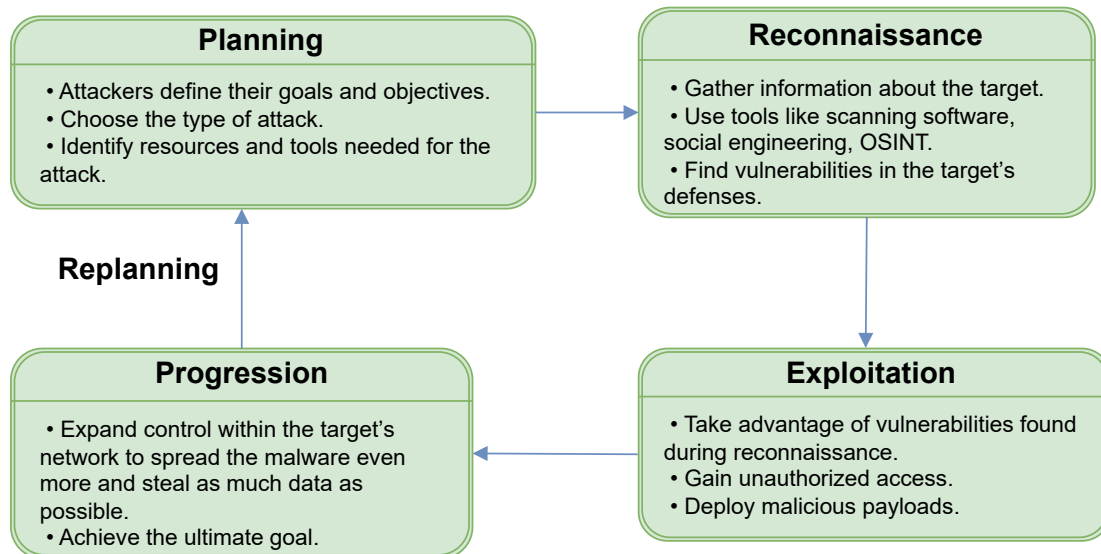 Planning
• Attackers define their goals and objectives.
• Choose the type of attack.
• Identify resources and tools needed for the
attack.
Reconnaissance
• Gather information about the target.
• Use tools like scanning software,
social engineering, OSINT.
• Find vulnerabilities in the target's
defenses.
Replanning
Progression
• Expand control within the target's
network to spread the malware even
more and steal as much data as
possible.
• Achieve the ultimate goal.
Exploitation
• Take advantage of vulnerabilities found
during reconnaissance.
• Gain unauthorized access.
• Deploy malicious payloads.